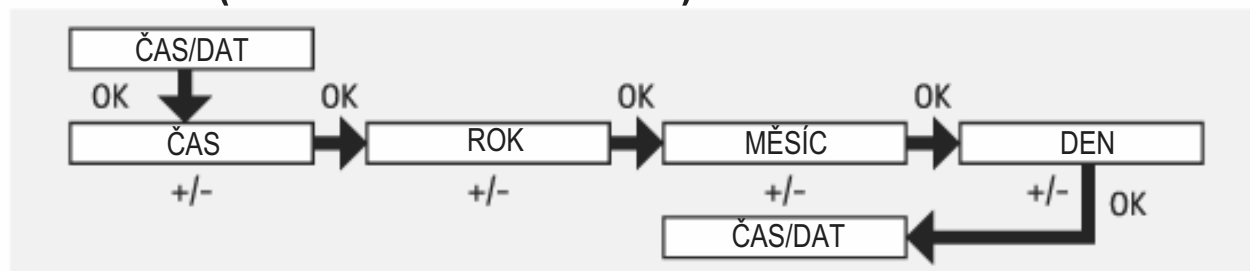 ČAS/DAT
OK OK OK OK
ČAS ROK MĚSÍC DEN
+/- +/- +/- +/- OK
ČAS/DAT